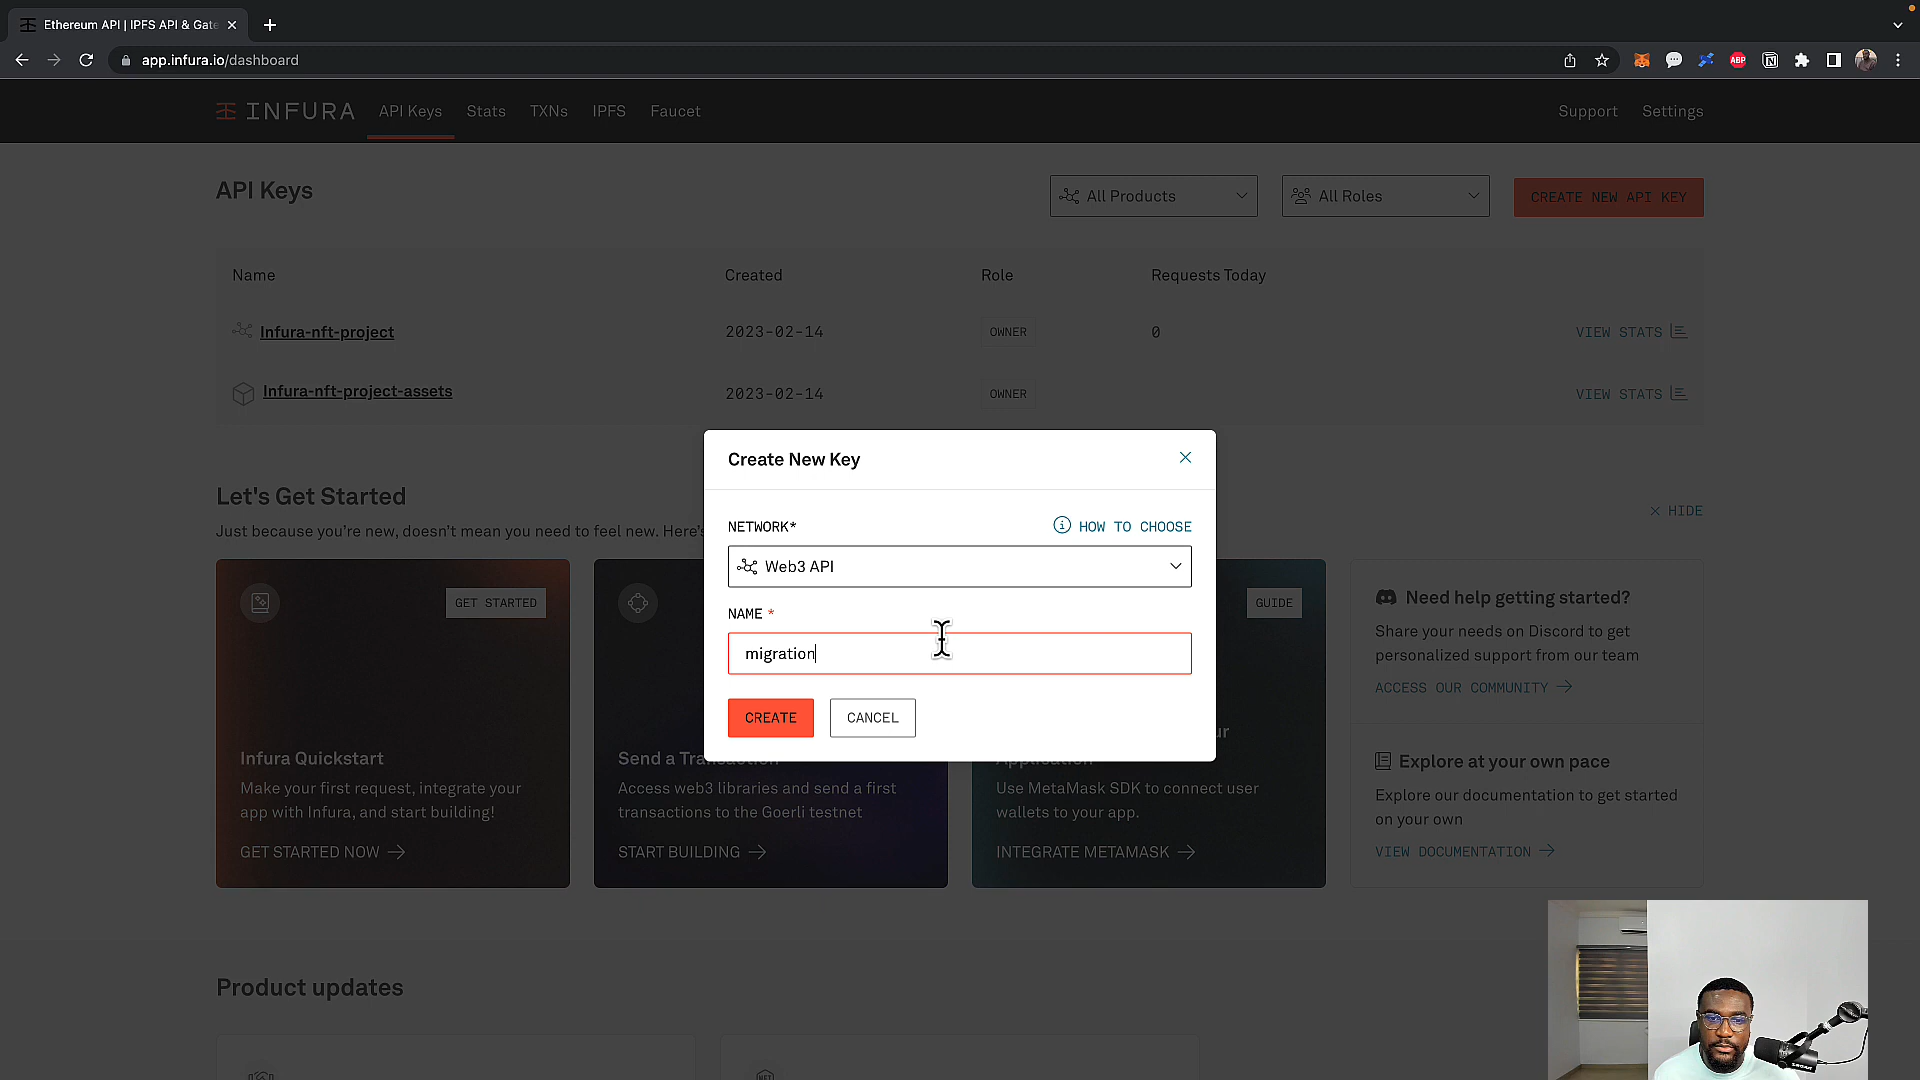 Ethereum API | IPFS API & Gate
app.infura.io/dashboard
ABP
INFURA
API Keys
Stats
TXNs
IPFS
Faucet
Support
Settings
API Keys
All Products
All Roles
CREATE NEW API KEY
Name
Created
Role
Requests Today
Infura-nft-project
2023-02-14
OWNER
0
VIEW STATS
Infura-nft-project-assets
2023-02-14
OWNER
VIEW STATS
Create New Key
NETWORK*
HOW TO CHOOSE
Web3 API
NAME *
migration
CREATE
CANCEL
Let's Get Started
Just because you're new, doesn't mean you need to feel new. Here's
HIDE
GET STARTED
Infura Quickstart
Make your first request, integrate your
app with Infura, and start building!
GET STARTED NOW
Send a Transaction
Access web3 libraries and send a first
transactions to the Goerli testnet
START BUILDING
GUIDE
ur
Application
Use MetaMask SDK to connect user
wallets to your app.
INTEGRATE METAMASK
Need help getting started?
Share your needs on Discord to get
personalized support from our team
ACCESS OUR COMMUNITY
Explore at your own pace
Explore our documentation to get started
on your own
VIEW DOCUMENTATION
Product updates